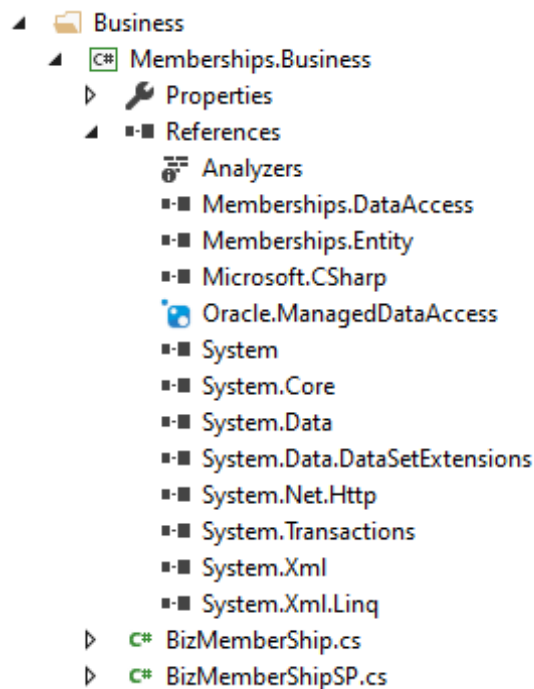 Business
C# Memberships.Business
Properties
References
Analyzers
Memberships.DataAccess
Memberships.Entity
Microsoft.CSharp
Oracle.ManagedDataAccess
System
System.Core
System.Data
System.Data.DataSetExtensions
System.Net.Http
System.Transactions
System.Xml
System.Xml.Linq
C# BizMemberShip.cs
C# BizMemberShipSP.cs